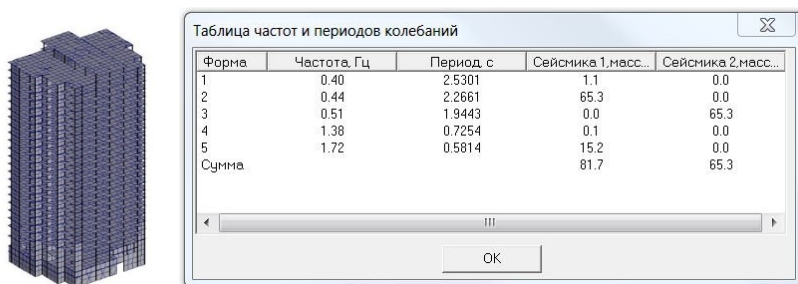 Таблица частот и периодов колебаний
Форма Частота, Гц Период, с Сейсмика 1,масс... Сейсмика 2,масс...
1 0.40 2.5301 1.1 0.0
2 0.44 2.2661 65.3 0.0
3 0.51 1.9443 0.0 65.3
4 1.38 0.7254 0.1 0.0
5 1.72 0.5814 15.2 0.0
Сумма 81.7 65.3
OK